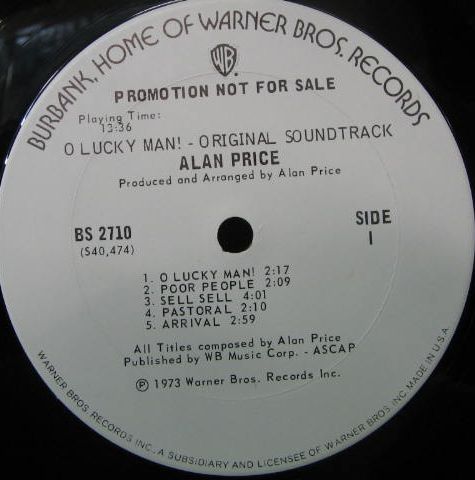 BURBANK, HOME OF WARNER BROS. RECORDS
WB
PROMOTION NOT FOR SALE
Playing Time:
13:36
O LUCKY MAN! - ORIGINAL SOUNDTRACK
ALAN PRICE
Produced and Arranged by Alan Price
BS 2710
(S40,474)
SIDE
1
1. O LUCKY MAN! 2:17
2. POOR PEOPLE 2:09
3. SELL SELL 4:01
4. PASTORAL 2:10
5. ARRIVAL 2:59
All Titles composed by Alan Price
Published by WB Music Corp. - ASCAP
Ⓟ 1973 Warner Bros. Records Inc.
WARNER BROS. RECORDS INC., A SUBSIDIARY AND LICENSEE OF WARNER BROS. INC. MADE IN U.S.A.